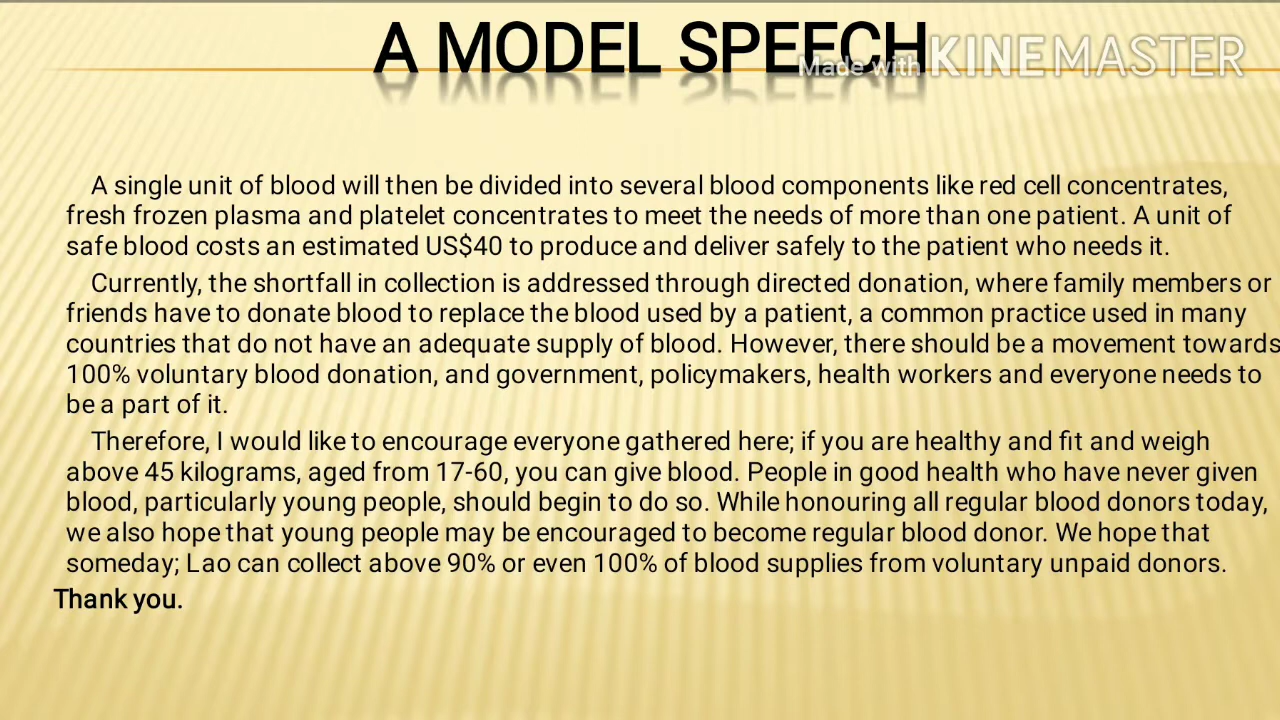 A MODEL SPEECH
Made with KINEMASTER
A single unit of blood will then be divided into several blood components like red cell concentrates,
fresh frozen plasma and platelet concentrates to meet the needs of more than one patient. A unit of
safe blood costs an estimated US$40 to produce and deliver safely to the patient who needs it.
Currently, the shortfall in collection is addressed through directed donation, where family members or
friends have to donate blood to replace the blood used by a patient, a common practice used in many
countries that do not have an adequate supply of blood. However, there should be a movement towards
100% voluntary blood donation, and government, policymakers, health workers and everyone needs to
be a part of it.
Therefore, I would like to encourage everyone gathered here; if you are healthy and fit and weigh
above 45 kilograms, aged from 17-60, you can give blood. People in good health who have never given
blood, particularly young people, should begin to do so. While honouring all regular blood donors today,
we also hope that young people may be encouraged to become regular blood donor. We hope that
someday; Lao can collect above 90% or even 100% of blood supplies from voluntary unpaid donors.
Thank you.